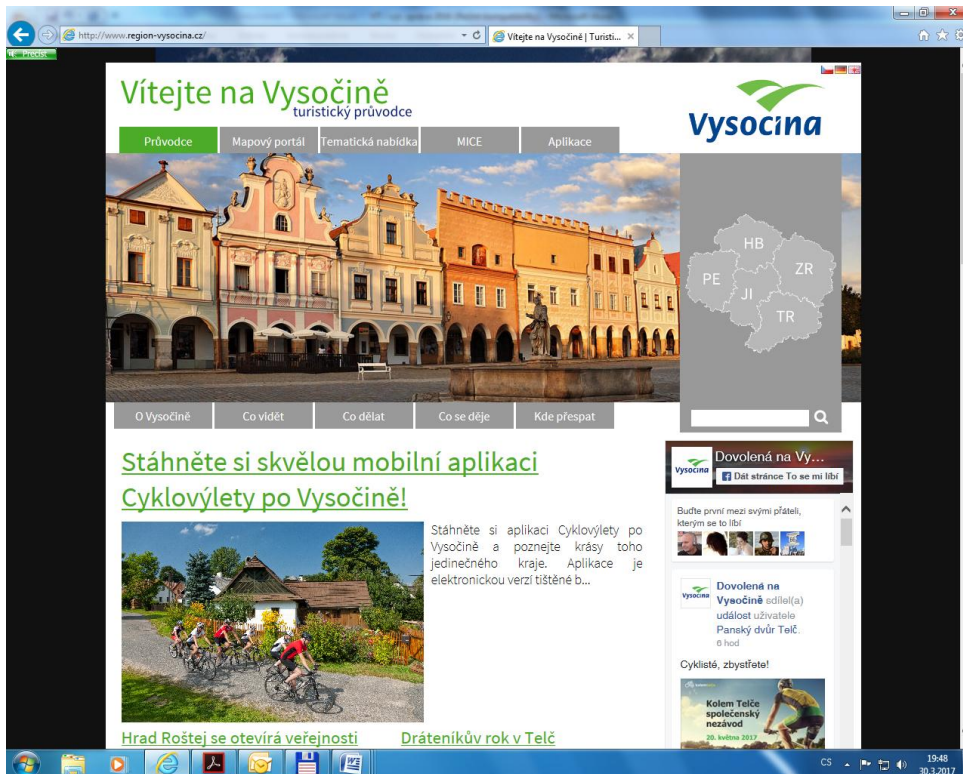 http://www.region-vysocina.cz/
Vítejte na Vysočině | Turisti...
Přečíst
Vítejte na Vysočině
turistický průvodce
Vysočina
Průvodce
Mapový portál
Tematická nabídka
MICE
Aplikace
HB
PE
ZR
JI
TR
O Vysočině
Co vidět
Co dělat
Co se děje
Kde přespat
Stáhněte si skvělou mobilní aplikaci
Cyklovýlety po Vysočině!
Stáhněte si aplikaci Cyklovýlety po
Vysočině a poznejte krásy toho
jedinečného kraje. Aplikace je
elektronickou verzí tištěné b...
Hrad Roštej se otevírá veřejnosti
Dráteníkův rok v Telč
Vysočina
Dovolená na Vy...
Dát stránce To se mi líbí
Buďte první mezi svými přáteli,
kterým se to líbí
Vysočina
Dovolená na
Vysočině sdílel(a)
událost uživatele
Panský dvůr Telč.
6 hod
Cyklisté, zbystřete!
Kolem Telče
společenský
nezávod
20. května 2017
CS
19:48
30.3.2017